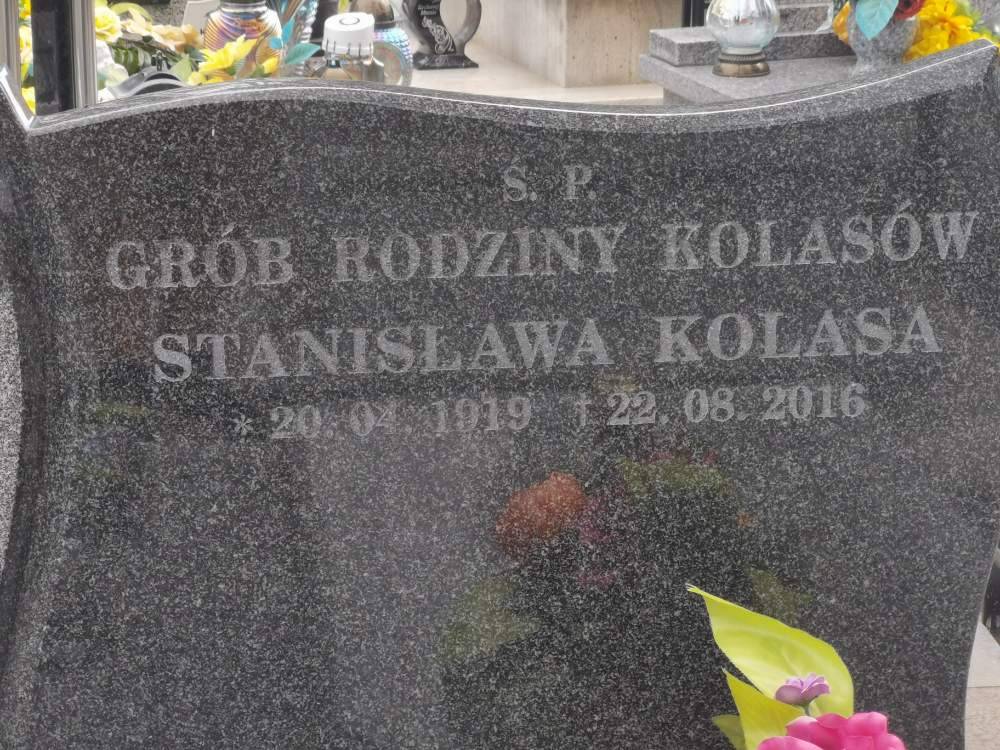 Ś. P.
GRÓB RODZINY KOLASÓW
STANISŁAWA KOLASA
* 20. 04. 1919 † 22. 08. 2016